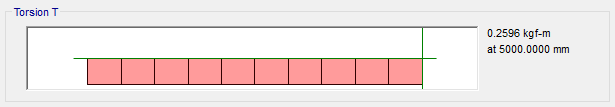 Torsion T
0.2596 kgf-m
at 5000.0000 mm